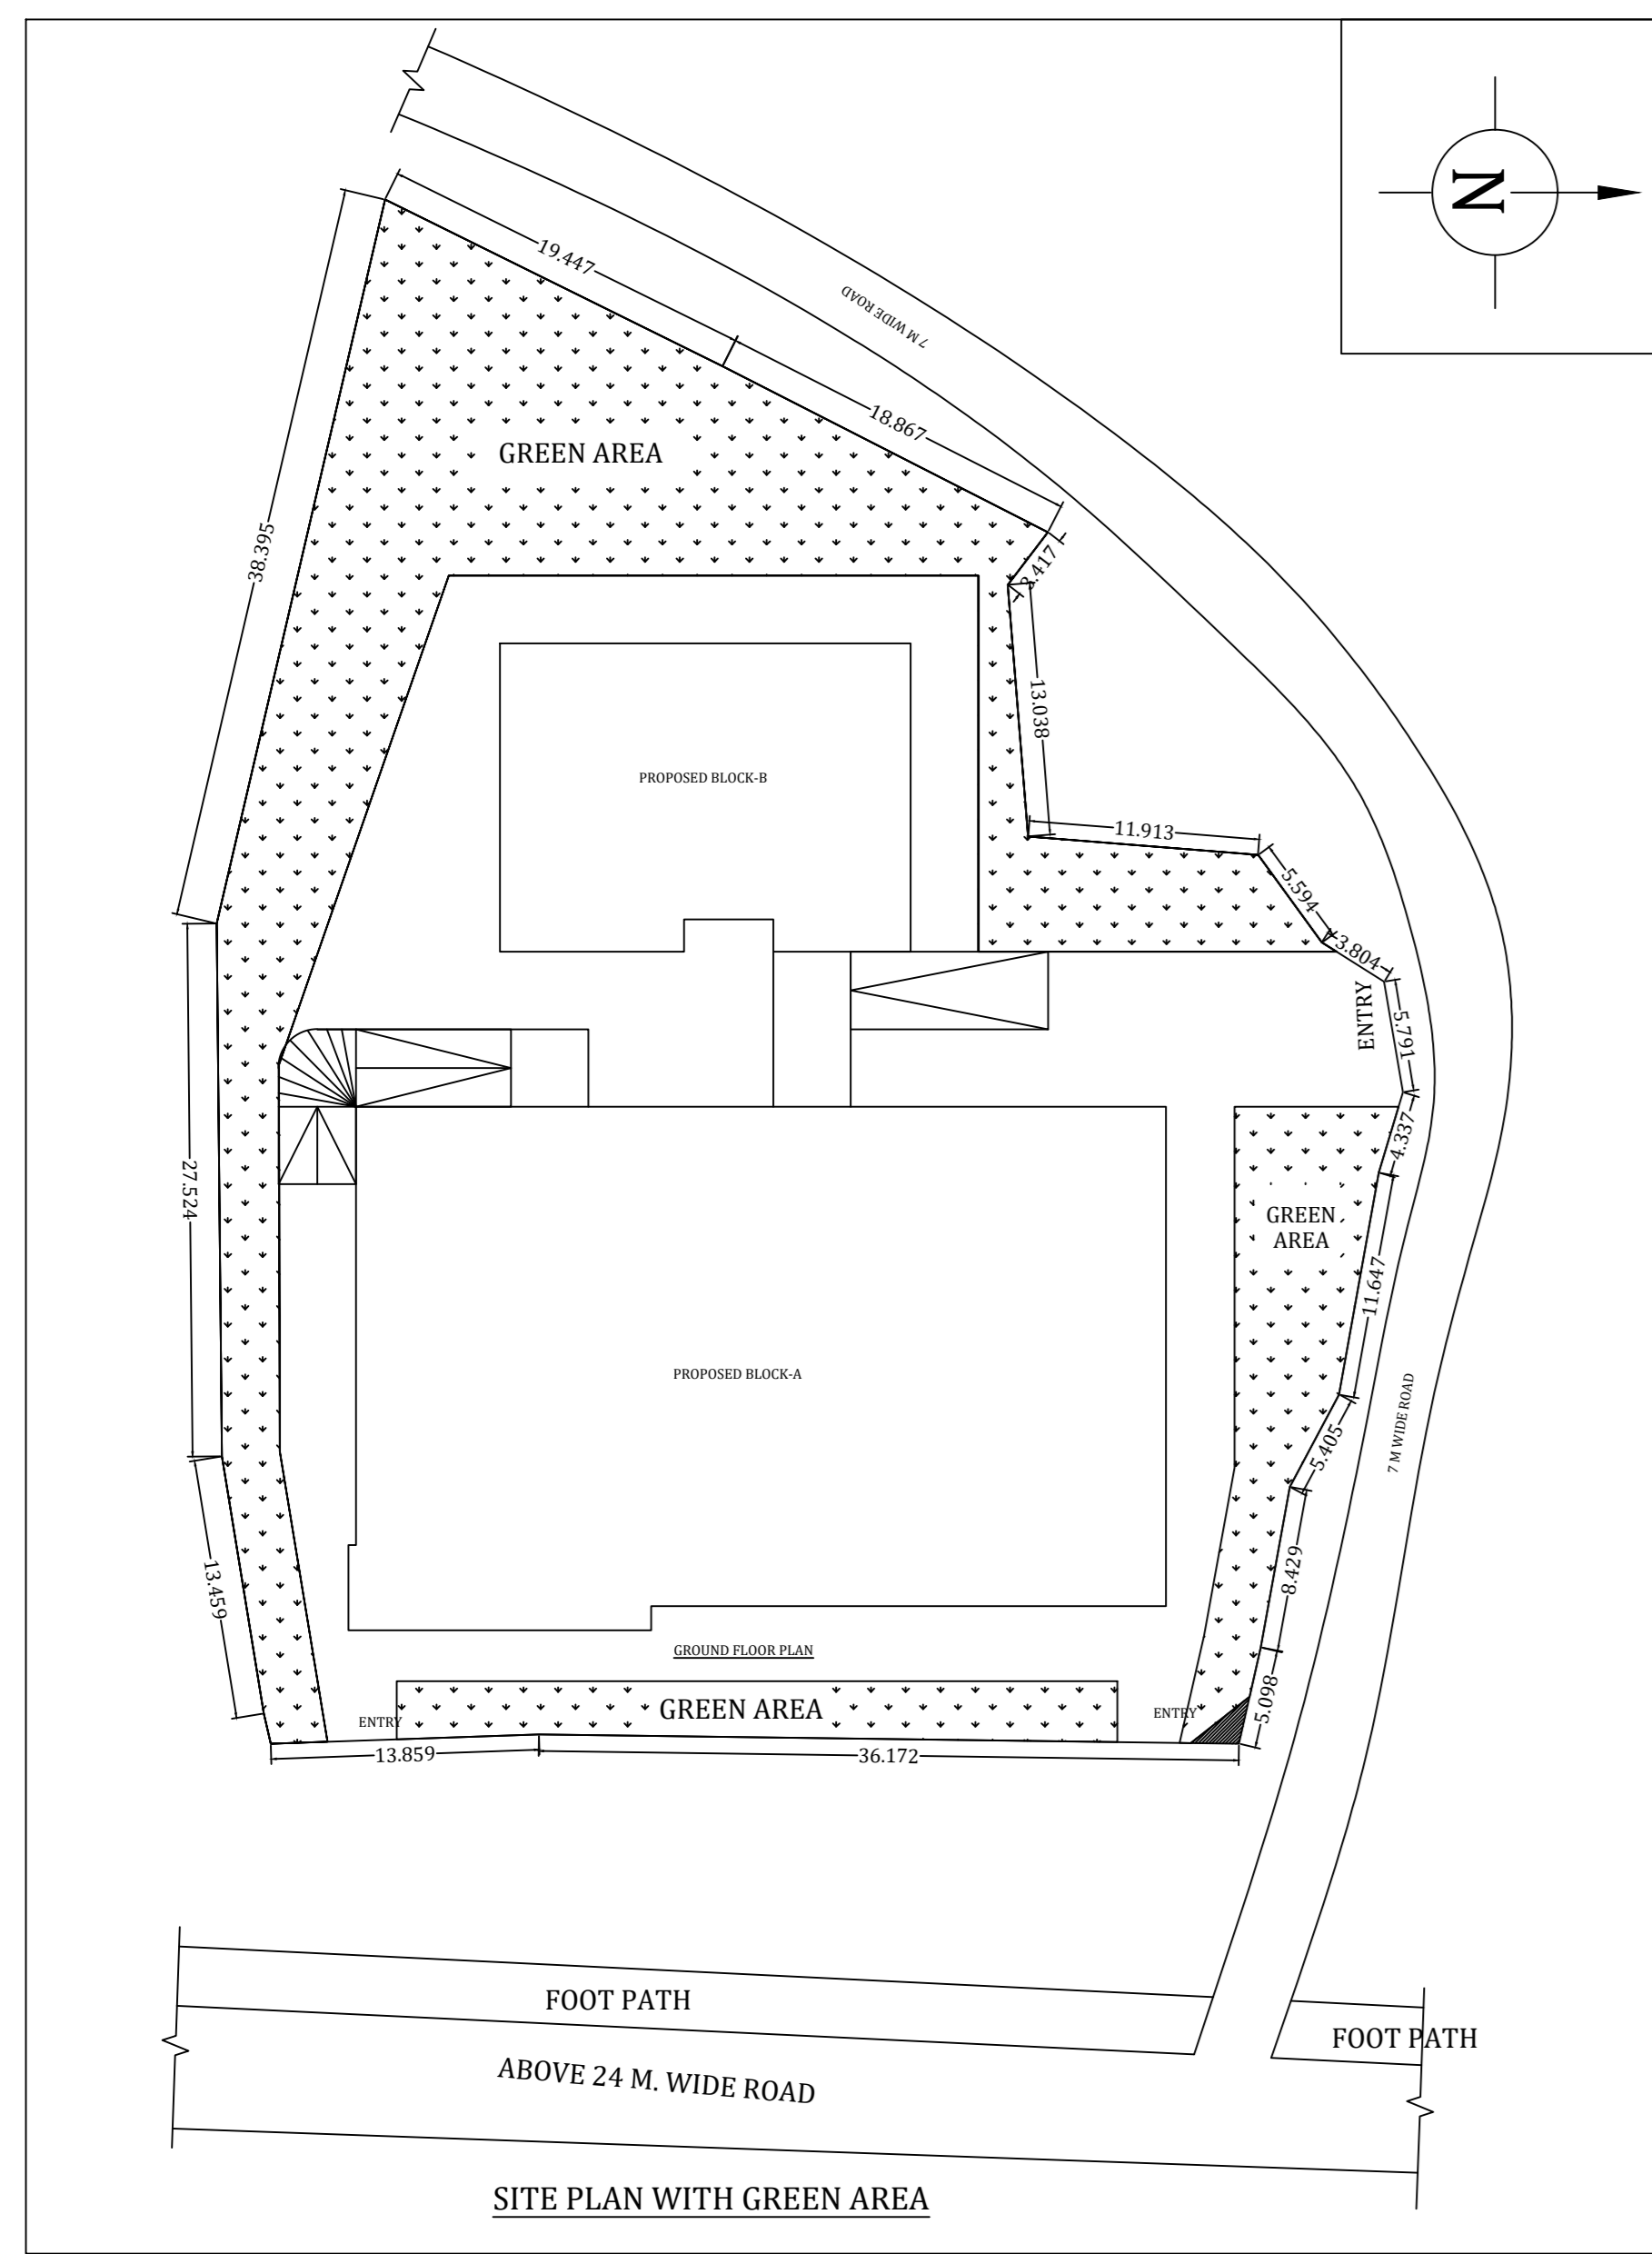 N
19.447
7 M WIDE ROAD
18.867
GREEN AREA
38.395
3.417
13.038
PROPOSED BLOCK-B
11.913
5.594
3.804
ENTRY
5.791
4.337
27.524
GREEN
AREA
11.647
PROPOSED BLOCK-A
7 M WIDE ROAD
5.405
8.429
13.459
GROUND FLOOR PLAN
5.098
GREEN AREA
ENTRY
ENTRY
13.859
36.172
FOOT PATH
FOOT PATH
ABOVE 24 M. WIDE ROAD
SITE PLAN WITH GREEN AREA